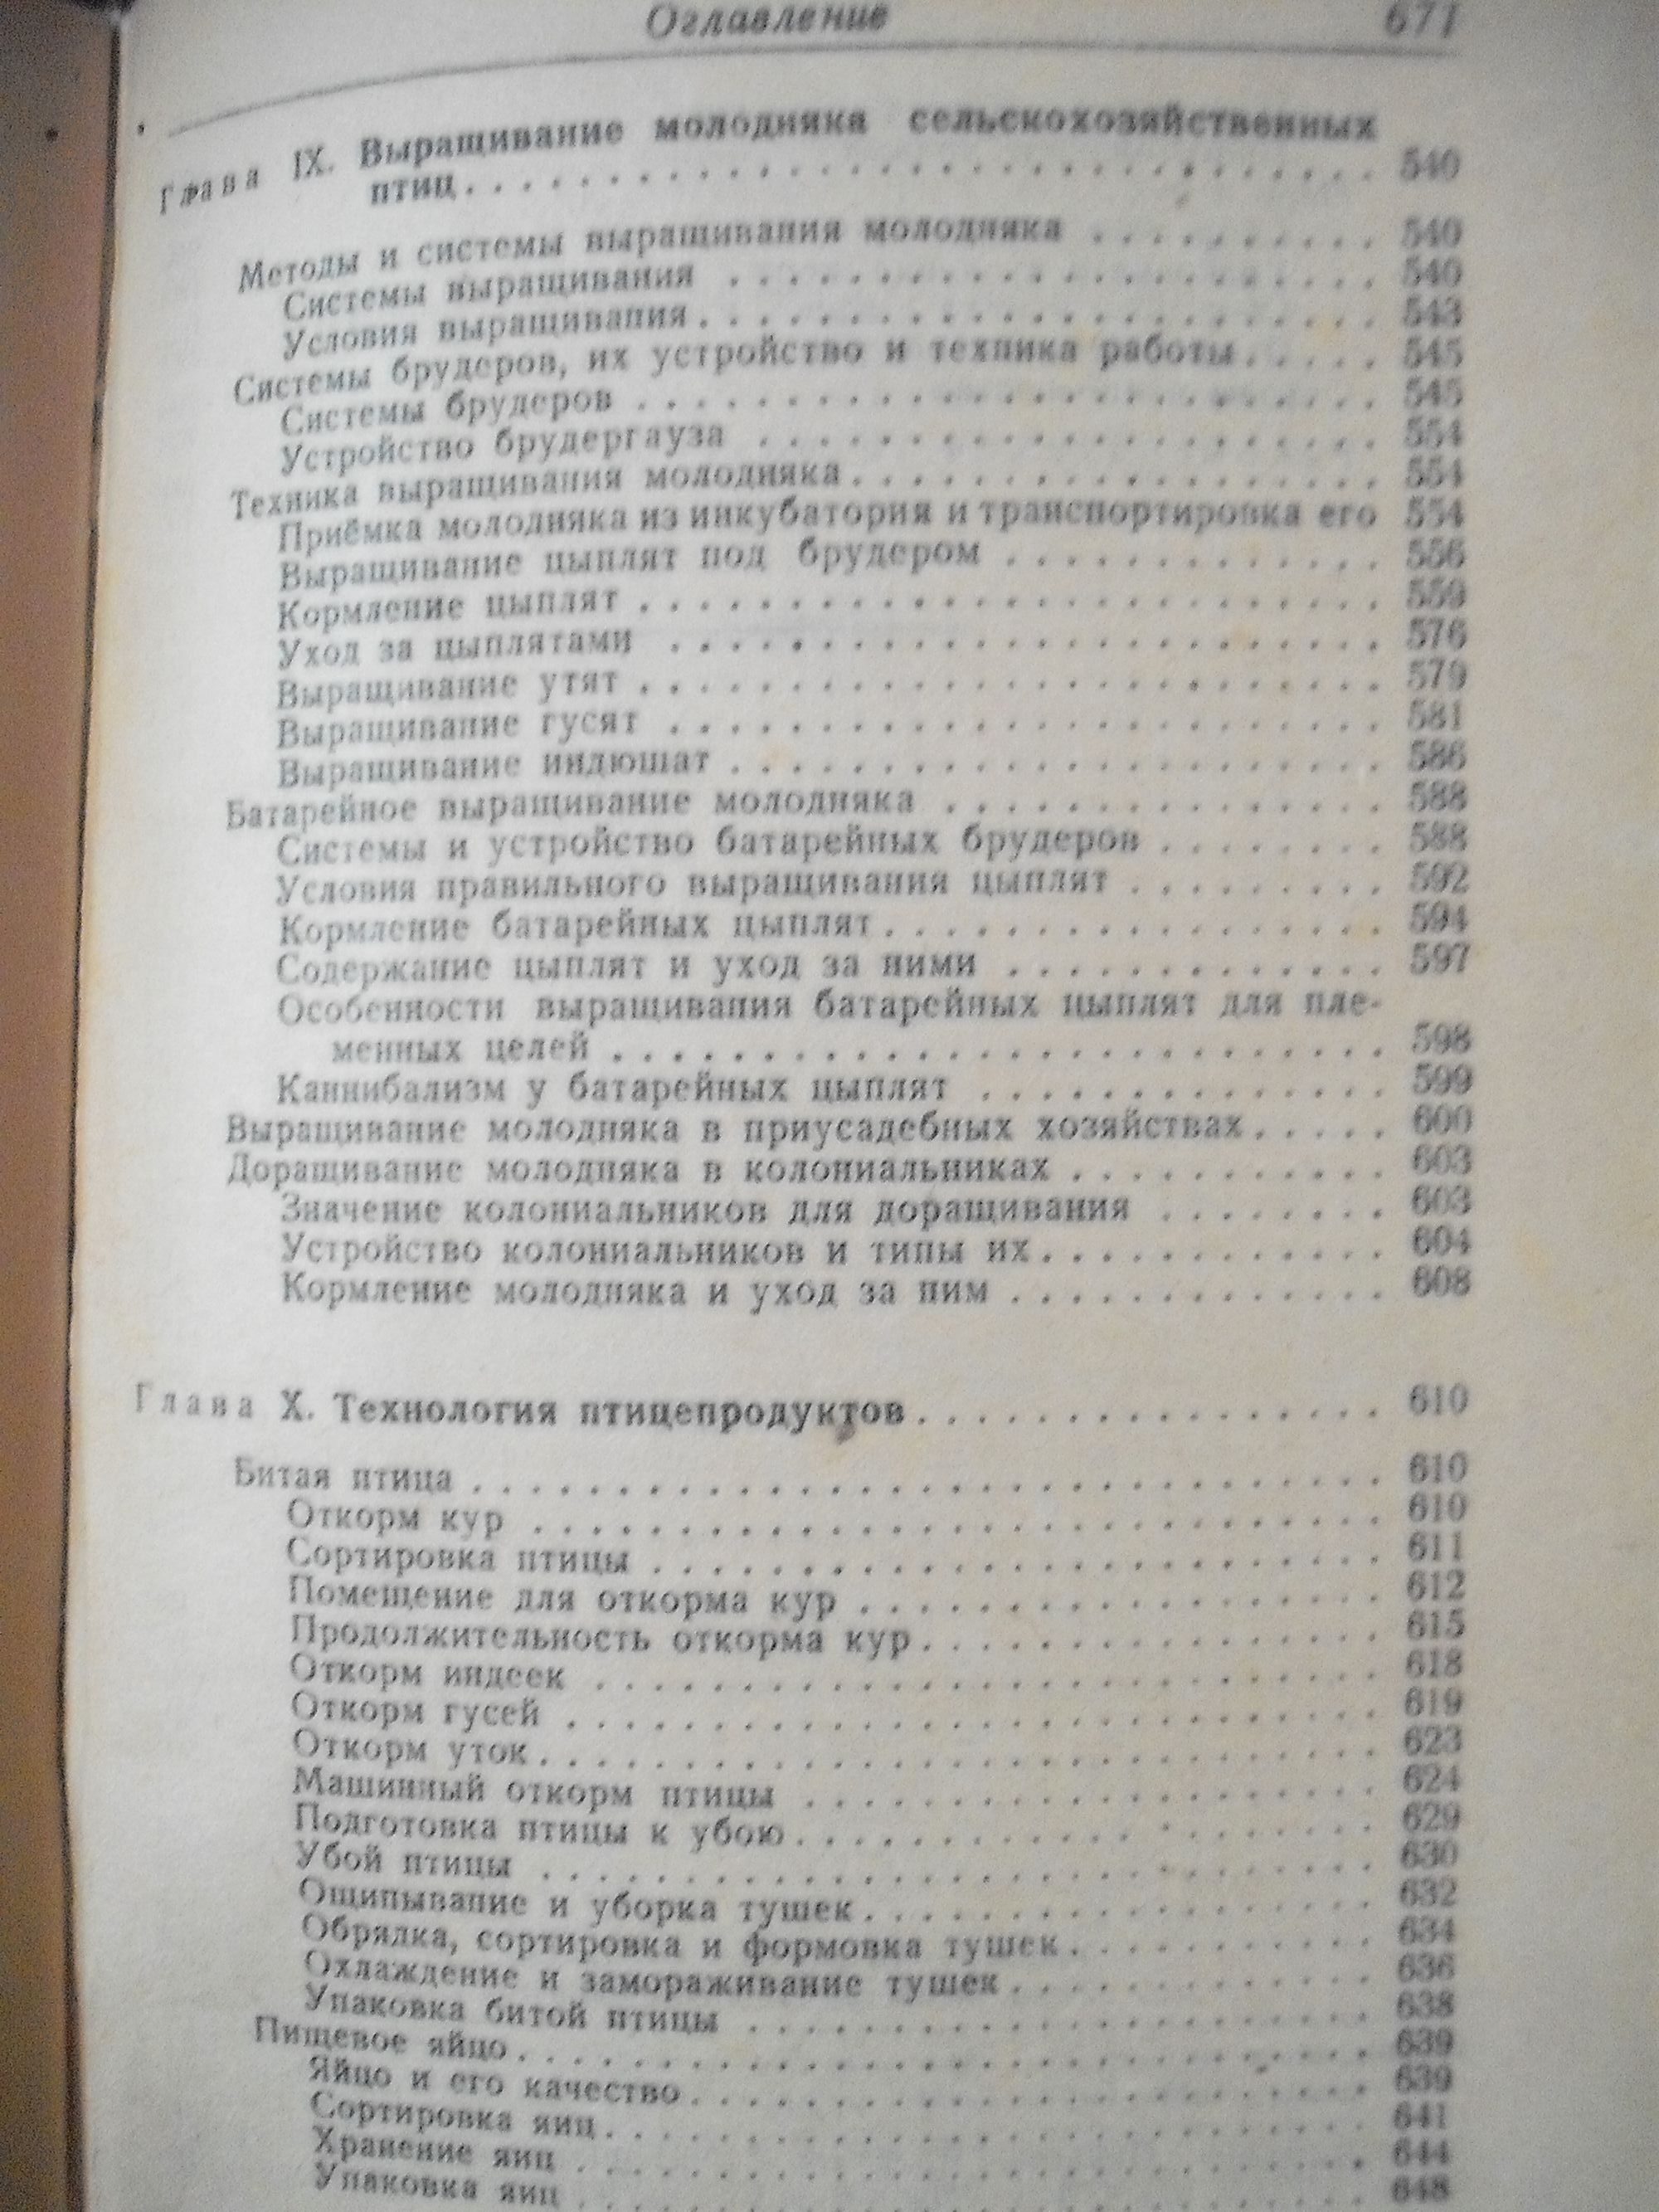 Оглавление 671
Глава IX. Выращивание молодняка сельскохозяйственных
птиц. . . . . . . . . . . . . . . . . . . . . . . . . 540
Методы и системы выращивания молодняка . . . . . . . . . . 540
Системы выращивания . . . . . . . . . . . . . . . . . . . . 540
Условия выращивания. . . . . . . . . . . . . . . . . . . . 543
Системы брудеров, их устройство и техника работы. . . . . 545
Системы брудеров . . . . . . . . . . . . . . . . . . . . 545
Устройство брудергауза . . . . . . . . . . . . . . . . . 554
Техника выращивания молодняка. . . . . . . . . . . . . . . 554
Приёмка молодняка из инкубатория и транспортировка его 554
Выращивание цыплят под брудером . . . . . . . . . . . . . 556
Кормление цыплят . . . . . . . . . . . . . . . . . . . . 559
Уход за цыплятами . . . . . . . . . . . . . . . . . . . 576
Выращивание утят . . . . . . . . . . . . . . . . . . . . 579
Выращивание гусят . . . . . . . . . . . . . . . . . . . 581
Выращивание индюшат . . . . . . . . . . . . . . . . . . 586
Батарейное выращивание молодняка . . . . . . . . . . . . . 588
Системы и устройство батарейных брудеров . . . . . . . . 588
Условия правильного выращивания цыплят . . . . . . . . . 592
Кормление батарейных цыплят. . . . . . . . . . . . . . . 594
Содержание цыплят и уход за ними . . . . . . . . . . . . 597
Особенности выращивания батарейных цыплят для пле-
менных целей . . . . . . . . . . . . . . . . . . . . . 598
Каннибализм у батарейных цыплят . . . . . . . . . . . . 599
Выращивание молодняка в приусадебных хозяйствах. . . . . 600
Доращивание молодняка в колониальниках . . . . . . . . . . 603
Значение колониальников для доращивания . . . . . . . . 603
Устройство колониальников и типы их. . . . . . . . . . . 604
Кормление молодняка и уход за ним . . . . . . . . . . . . 608
Глава X. Технология птицепродуктов. . . . . . . . . . . . . . 610
Битая птица . . . . . . . . . . . . . . . . . . . . . . . . 610
Откорм кур . . . . . . . . . . . . . . . . . . . . . . . 610
Сортировка птицы . . . . . . . . . . . . . . . . . . . . 611
Помещение для откорма кур . . . . . . . . . . . . . . . . 612
Продолжительность откорма кур. . . . . . . . . . . . . . 615
Откорм индеек . . . . . . . . . . . . . . . . . . . . . 618
Откорм гусей . . . . . . . . . . . . . . . . . . . . . . 619
Откорм уток. . . . . . . . . . . . . . . . . . . . . . . 623
Машинный откорм птицы . . . . . . . . . . . . . . . . . 624
Подготовка птицы к убою. . . . . . . . . . . . . . . . . 629
Убой птицы . . . . . . . . . . . . . . . . . . . . . . . 630
Ощипывание и уборка тушек. . . . . . . . . . . . . . . . 632
Обрядка, сортировка и формовка тушек. . . . . . . . . . 634
Охлаждение и замораживание тушек. . . . . . . . . . . . 636
Упаковка битой птицы . . . . . . . . . . . . . . . . . . 638
Пищевое яйцо. . . . . . . . . . . . . . . . . . . . . . . . 639
Яйцо и его качество. . . . . . . . . . . . . . . . . . . 639
Сортировка яиц. . . . . . . . . . . . . . . . . . . . . . 641
Хранение яиц . . . . . . . . . . . . . . . . . . . . . . 644
Упаковка яиц . . . . . . . . . . . . . . . . . . . . . . 648